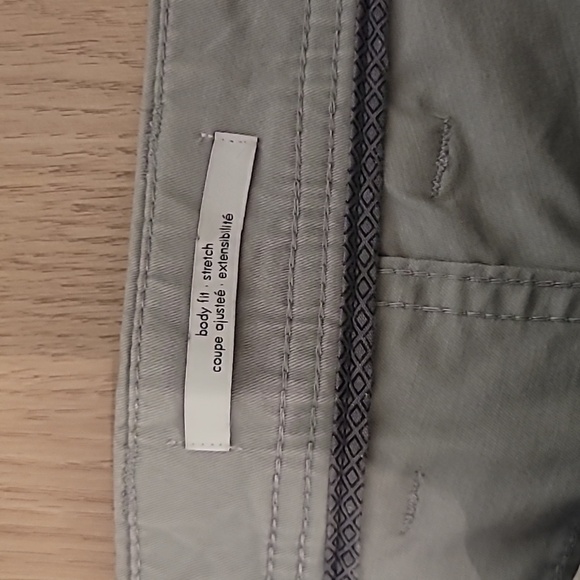 body fit · stretch
coupe ajustée · extensibilité